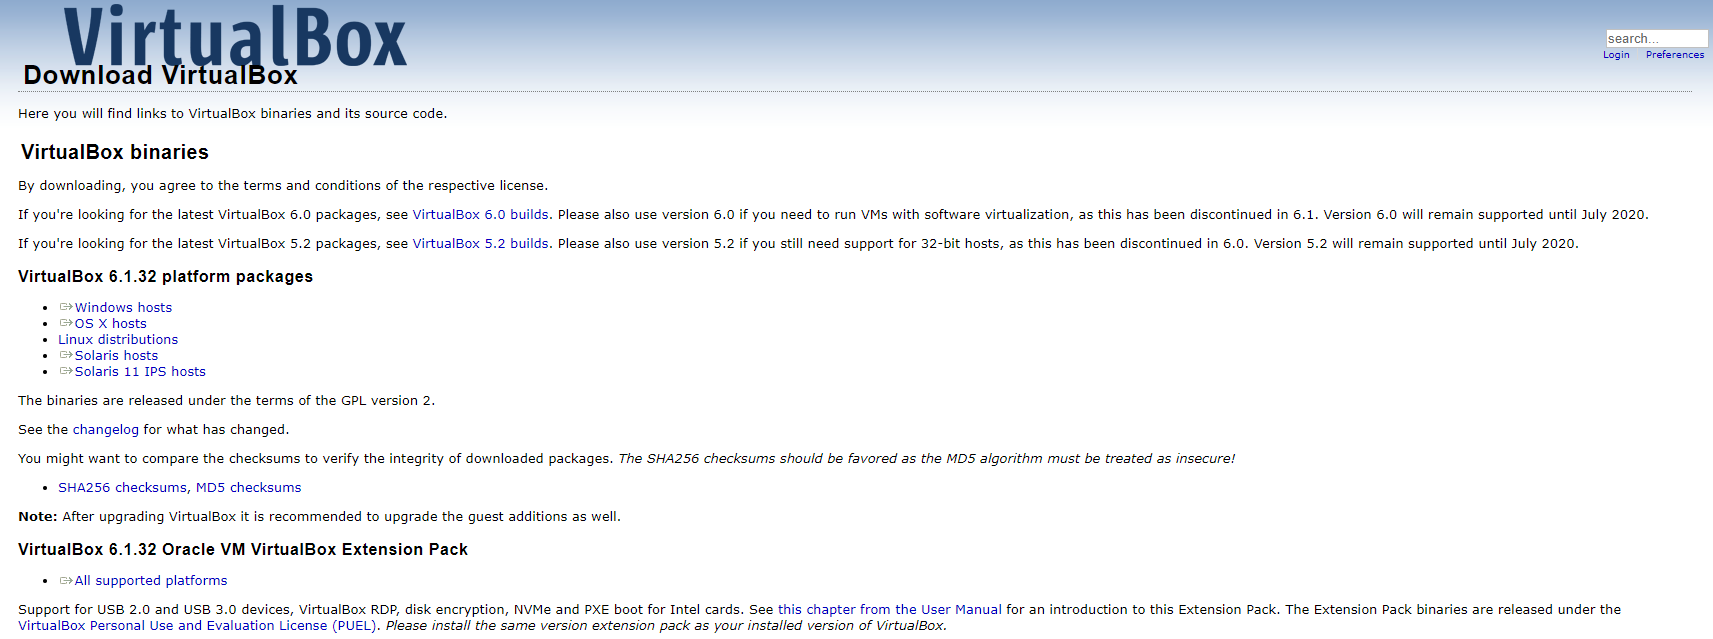 VirtualBox
search...
Login Preferences
Download VirtualBox
Here you will find links to VirtualBox binaries and its source code.
VirtualBox binaries
By downloading, you agree to the terms and conditions of the respective license.
If you're looking for the latest VirtualBox 6.0 packages, see VirtualBox 6.0 builds. Please also use version 6.0 if you need to run VMs with software virtualization, as this has been discontinued in 6.1. Version 6.0 will remain supported until July 2020.
If you're looking for the latest VirtualBox 5.2 packages, see VirtualBox 5.2 builds. Please also use version 5.2 if you still need support for 32-bit hosts, as this has been discontinued in 6.0. Version 5.2 will remain supported until July 2020.
VirtualBox 6.1.32 platform packages
• Windows hosts
• OS X hosts
• Linux distributions
• Solaris hosts
• Solaris 11 IPS hosts
The binaries are released under the terms of the GPL version 2.
See the changelog for what has changed.
You might want to compare the checksums to verify the integrity of downloaded packages. The SHA256 checksums should be favored as the MD5 algorithm must be treated as insecure!
• SHA256 checksums, MD5 checksums
Note: After upgrading VirtualBox it is recommended to upgrade the guest additions as well.
VirtualBox 6.1.32 Oracle VM VirtualBox Extension Pack
• All supported platforms
Support for USB 2.0 and USB 3.0 devices, VirtualBox RDP, disk encryption, NVMe and PXE boot for Intel cards. See this chapter from the User Manual for an introduction to this Extension Pack. The Extension Pack binaries are released under the
VirtualBox Personal Use and Evaluation License (PUEL). Please install the same version extension pack as your installed version of VirtualBox.